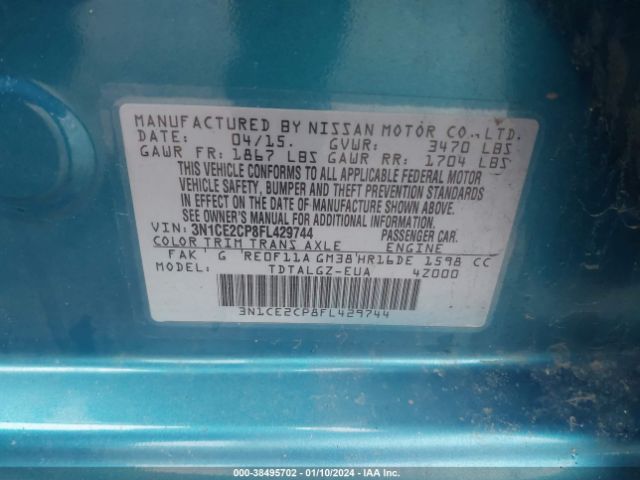 MANUFACTURED BY NISSAN MOTOR CO., LTD.
DATE: 04/15. GVWR: 3470 LBS
GAWR FR: 1867 LBS GAWR RR: 1704 LBS
THIS VEHICLE CONFORMS TO ALL APPLICABLE FEDERAL MOTOR
VEHICLE SAFETY, BUMPER AND THEFT PREVENTION STANDARDS
IN EFFECT ON THE DATE OF MANUFACTURE SHOWN ABOVE.
SEE OWNER'S MANUAL FOR ADDITIONAL INFORMATION.
VIN: 3N1CE2CP8FL429744 PASSENGER CAR.
COLOR TRIM TRANS AXLE ENGINE
FAK G RE0F11A GM38 HR16DE 1598 CC
MODEL: TDTALGZ-EUA 4Z000
3N1CE2CP8FL429744
000-38495702 - 01/10/2024 - IAA Inc.